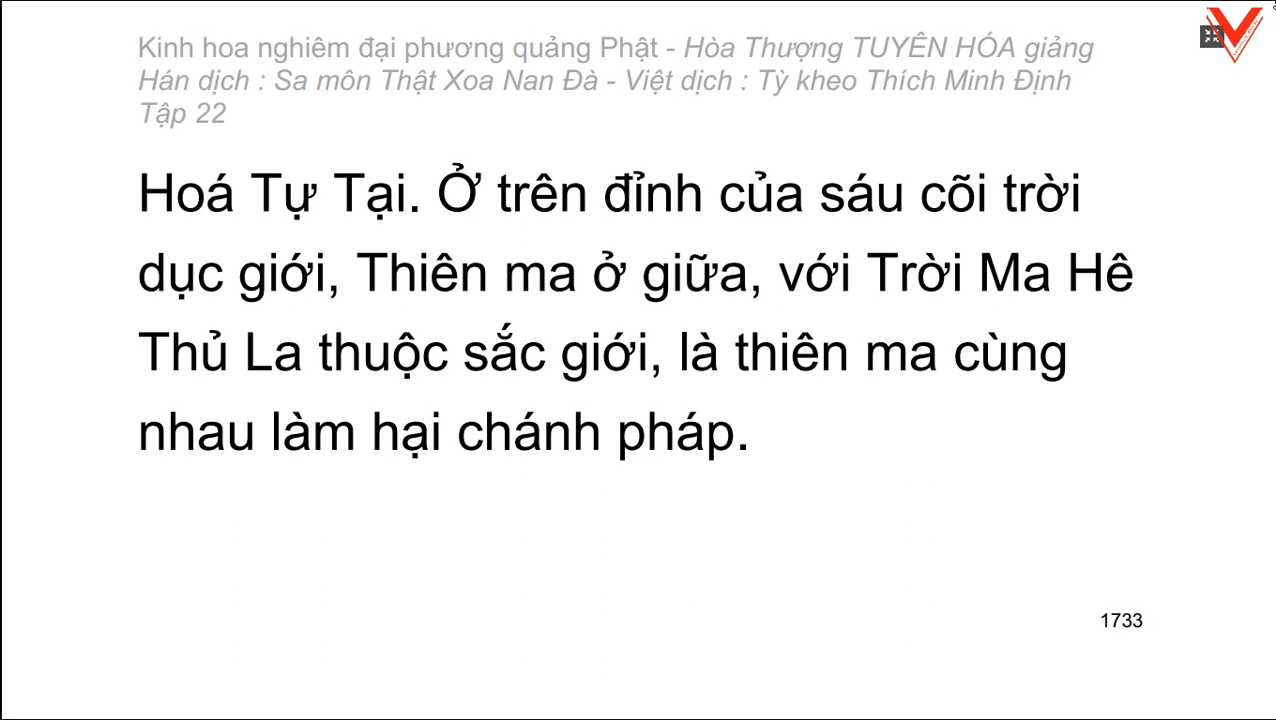 Kinh hoa nghiêm đại phương quảng Phật - Hòa Thượng TUYÊN HÓA giảng
Hán dịch : Sa môn Thật Xoa Nan Đà - Việt dịch : Tỳ kheo Thích Minh Định
Tập 22
Hoá Tự Tại. Ở trên đỉnh của sáu cõi trời
dục giới, Thiên ma ở giữa, với Trời Ma Hê
Thủ La thuộc sắc giới, là thiên ma cùng
nhau làm hại chánh pháp.
1733